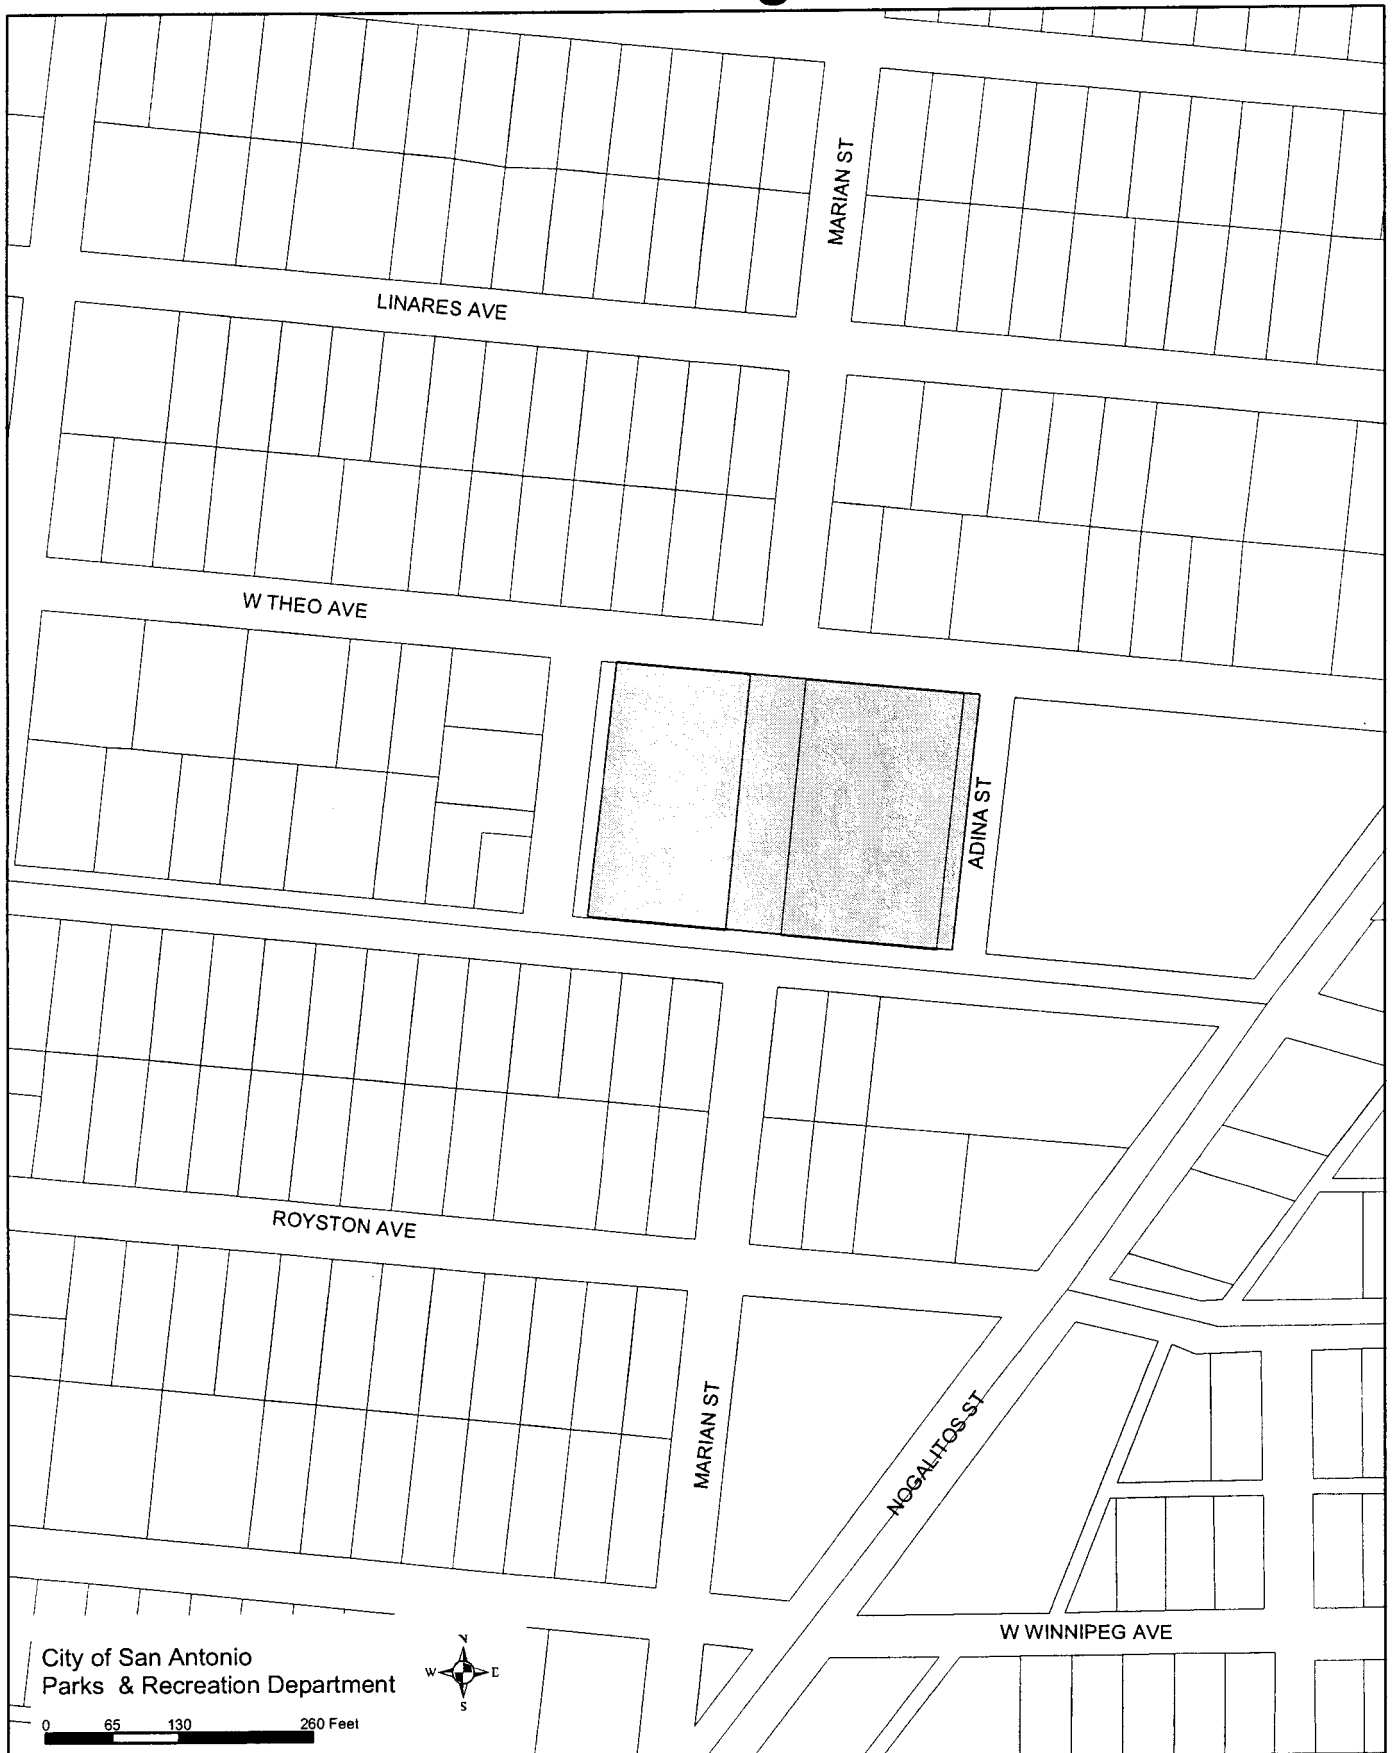 MARIAN ST
LINARES AVE
W THEO AVE
ADINA ST
ROYSTON AVE
MARIAN ST
NOGALITOS ST
W WINNIPEG AVE
City of San Antonio
Parks & Recreation Department
N
W E
S
0 65 130 260 Feet